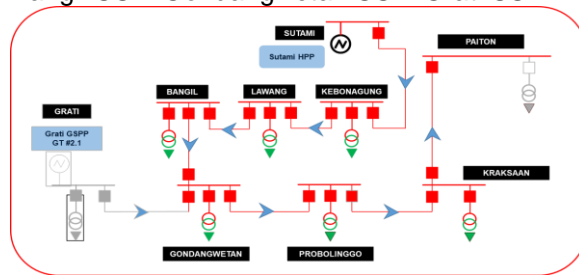 SUTAMI
Sutami HPP
PAITON
BANGIL
LAWANG
KEBONAGUNG
GRATI
Grati GSPP
GT #2.1
KRAKSAAN
GONDANGWETAN
PROBOLINGGO